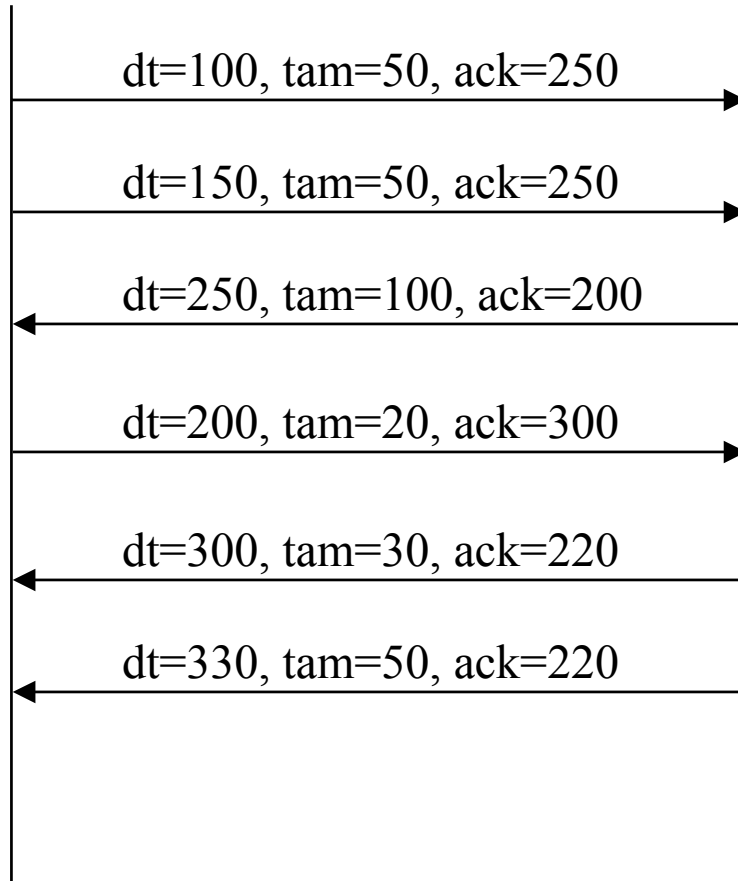 dt=100, tam=50, ack=250
dt=150, tam=50, ack=250
dt=250, tam=100, ack=200
dt=200, tam=20, ack=300
dt=300, tam=30, ack=220
dt=330, tam=50, ack=220